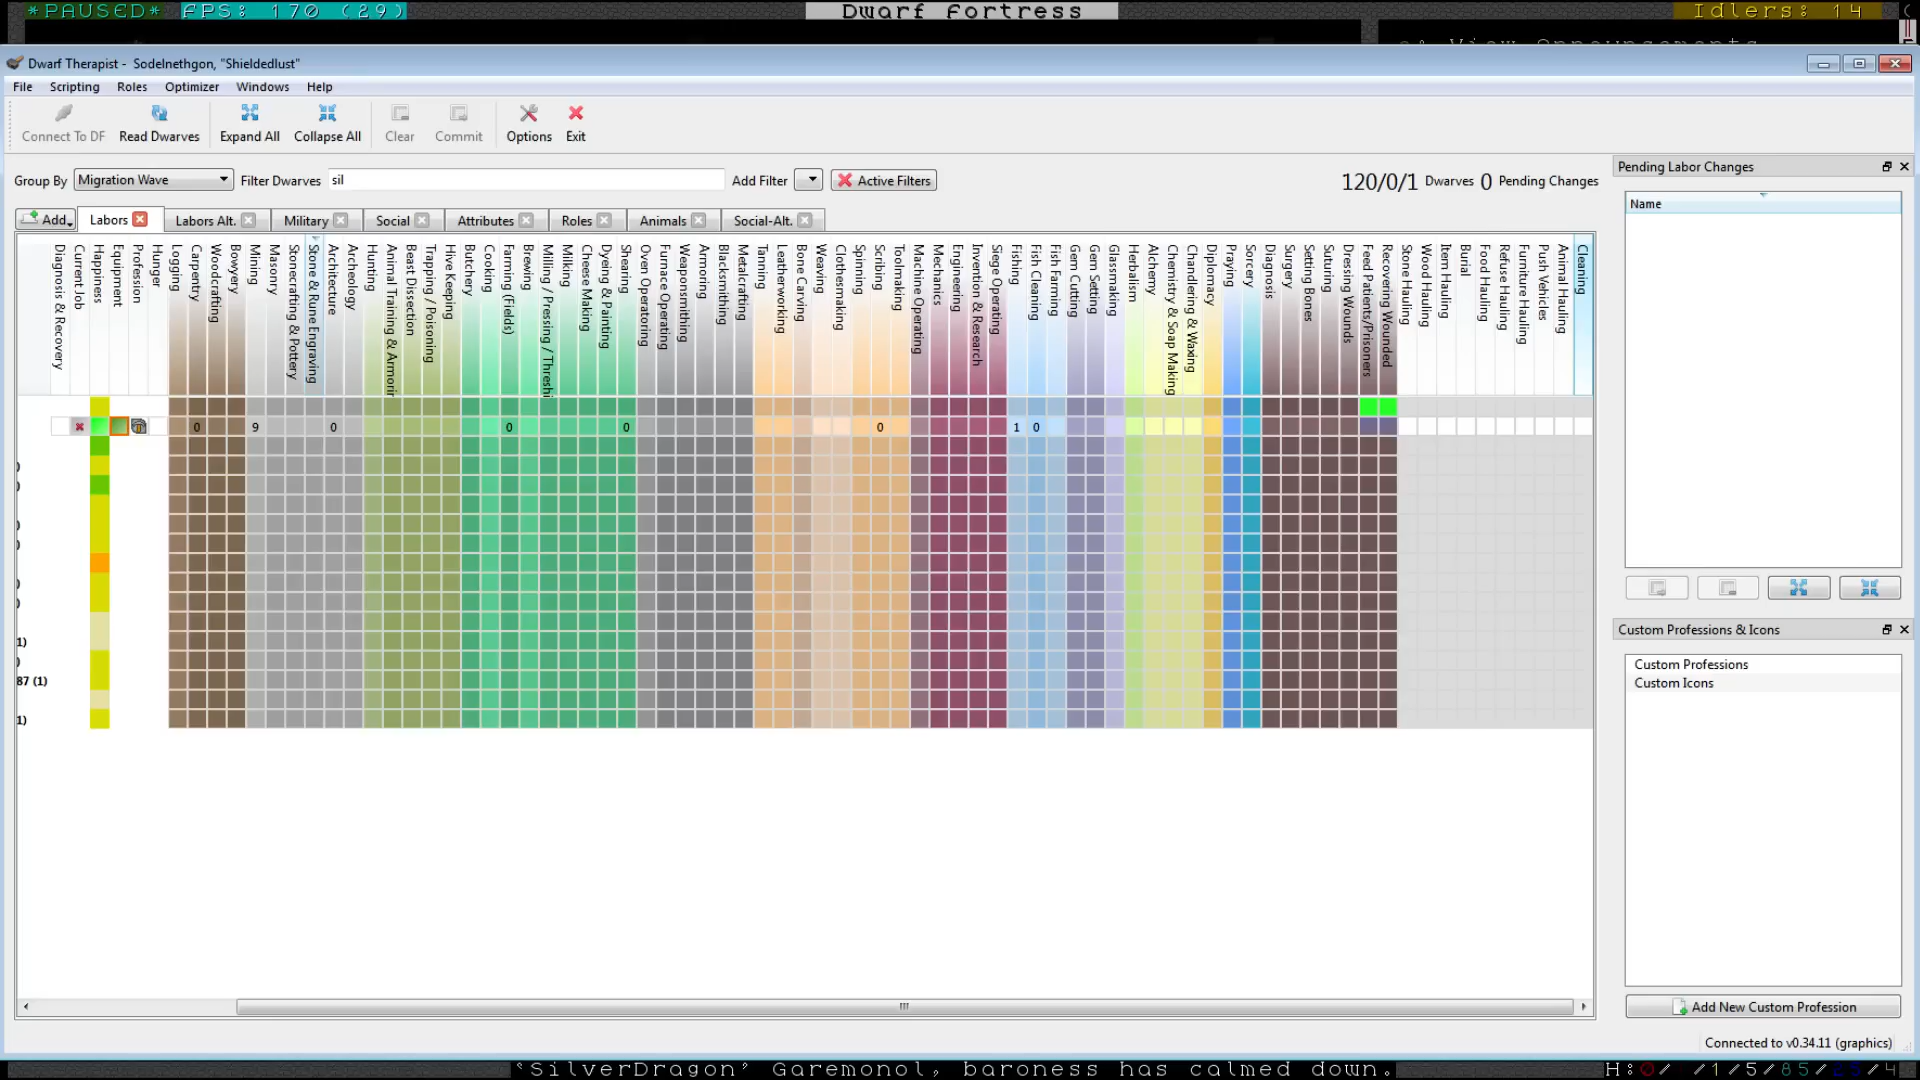 *PAUSED* FPS: 170 (29) Dwarf Fortress Idlers: 14
Dwarf Therapist - Sodelnethgon, "Shieldedlust"
File Scripting Roles Optimizer Windows Help
Connect To DF Read Dwarves Expand All Collapse All Clear Commit Options Exit
Group By Migration Wave Filter Dwarves sil Add Filter Active Filters 120/0/1 Dwarves 0 Pending Changes
Add Labors Labors Alt. Military Social Attributes Roles Animals Social-Alt.
Diagnosis & Recovery
Current Job
Happiness
Equipment
Profession
Hunger
Logging
Carpentry
Woodcrafting
Bowyery
Mining
Masonry
Stonecrafting & Pottery
Stone & Rune Engraving
Architecture
Archeology
Hunting
Animal Training & Armorin
Beast Dissection
Trapping / Poisoning
Hive Keeping
Butchery
Cooking
Farming (Fields)
Brewing
Milling / Pressing / Threshi
Milking
Cheese Making
Dyeing & Painting
Shearing
Oven Operatoring
Furnace Operating
Weaponsmithing
Armoring
Blacksmithing
Metalcrafting
Tanning
Leatherworking
Bone Carving
Weaving
Clothesmaking
Spinning
Scribing
Toolmaking
Machine Operating
Mechanics
Engineering
Invention & Research
Siege Operating
Fishing
Fish Cleaning
Fish Farming
Gem Cutting
Gem Setting
Glassmaking
Herbalism
Alchemy
Chemistry & Soap Making
Chandering & Waxing
Diplomacy
Praying
Sorcery
Diagnosis
Surgery
Setting Bones
Suturing
Dressing Wounds
Feed Patients/Prisoners
Recovering Wounded
Stone Hauling
Wood Hauling
Item Hauling
Burial
Food Hauling
Refuse Hauling
Furniture Hauling
Push Vehicles
Animal Hauling
Cleaning
0 9 0 0 0 0 1 0
)
)
)
)
)
)
1)
)
87 (1)
1)
Pending Labor Changes
Name
Custom Professions & Icons
Custom Professions
Custom Icons
Add New Custom Profession
Connected to v0.34.11 (graphics)
`SilverDragon' Garemonol, baroness has calmed down.